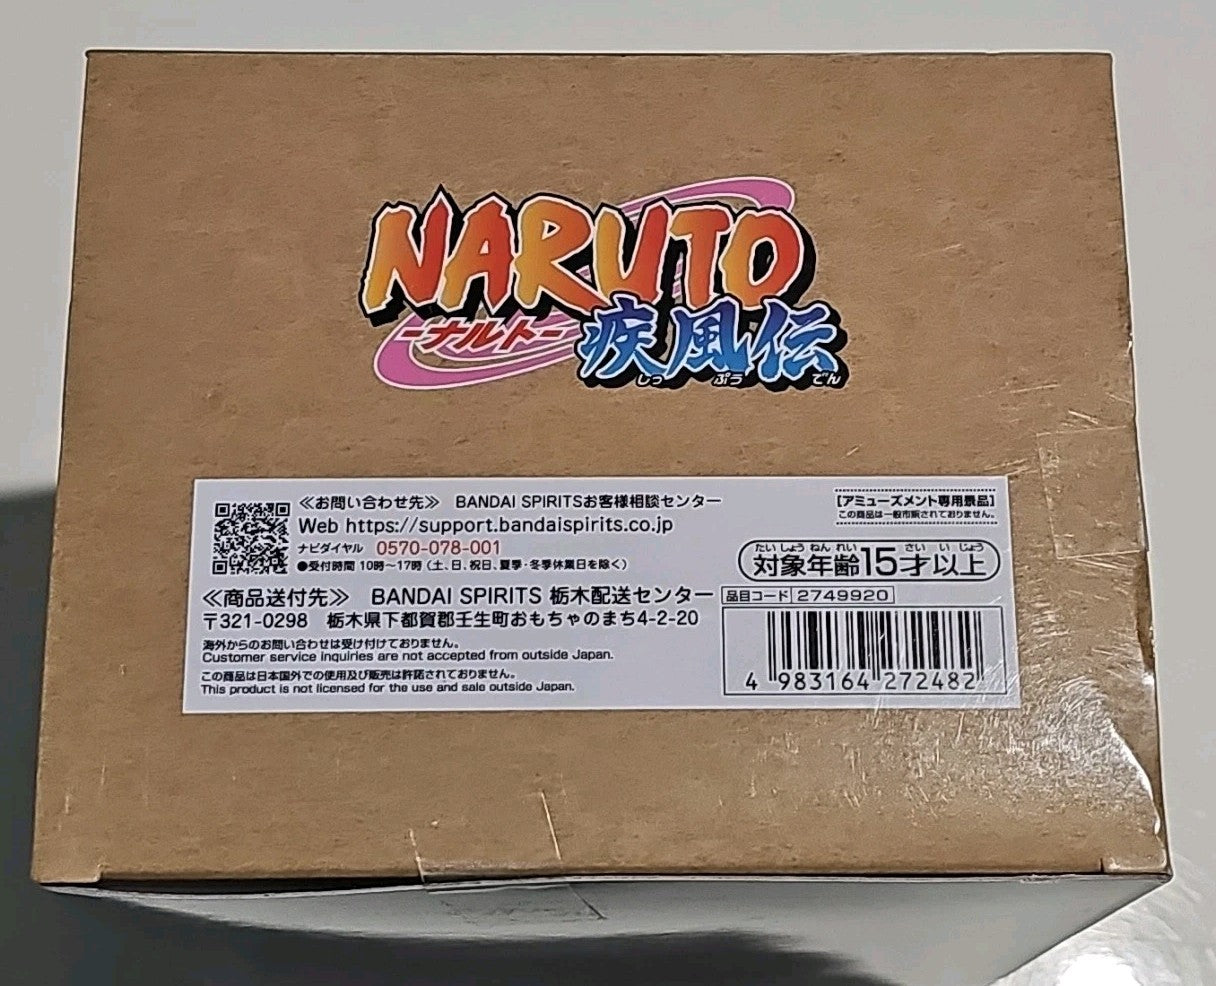 NARUTO
-ナルト-
疾風伝
しっ ぷう でん
≪お問い合わせ先≫ BANDAI SPIRITSお客様相談センター
Web https://support.bandaispirits.co.jp
ナビダイヤル 0570-078-001
●受付時間 10時～17時（土、日、祝日、夏季・冬季休業日を除く）
≪商品送付先≫ BANDAI SPIRITS 栃木配送センター
〒321-0298 栃木県下都賀郡壬生町おもちゃのまち4-2-20
海外からのお問い合わせは受け付けておりません。
Customer service inquiries are not accepted from outside Japan.
この商品は日本国外での使用及び販売は許諾されておりません。
This product is not licensed for the use and sale outside Japan.
[アミューズメント専用景品]
この商品は一般市販されておりません。
たいしょうねんれい さい いじょう
対象年齢15才以上
品目コード 2749920
4 983164 272482